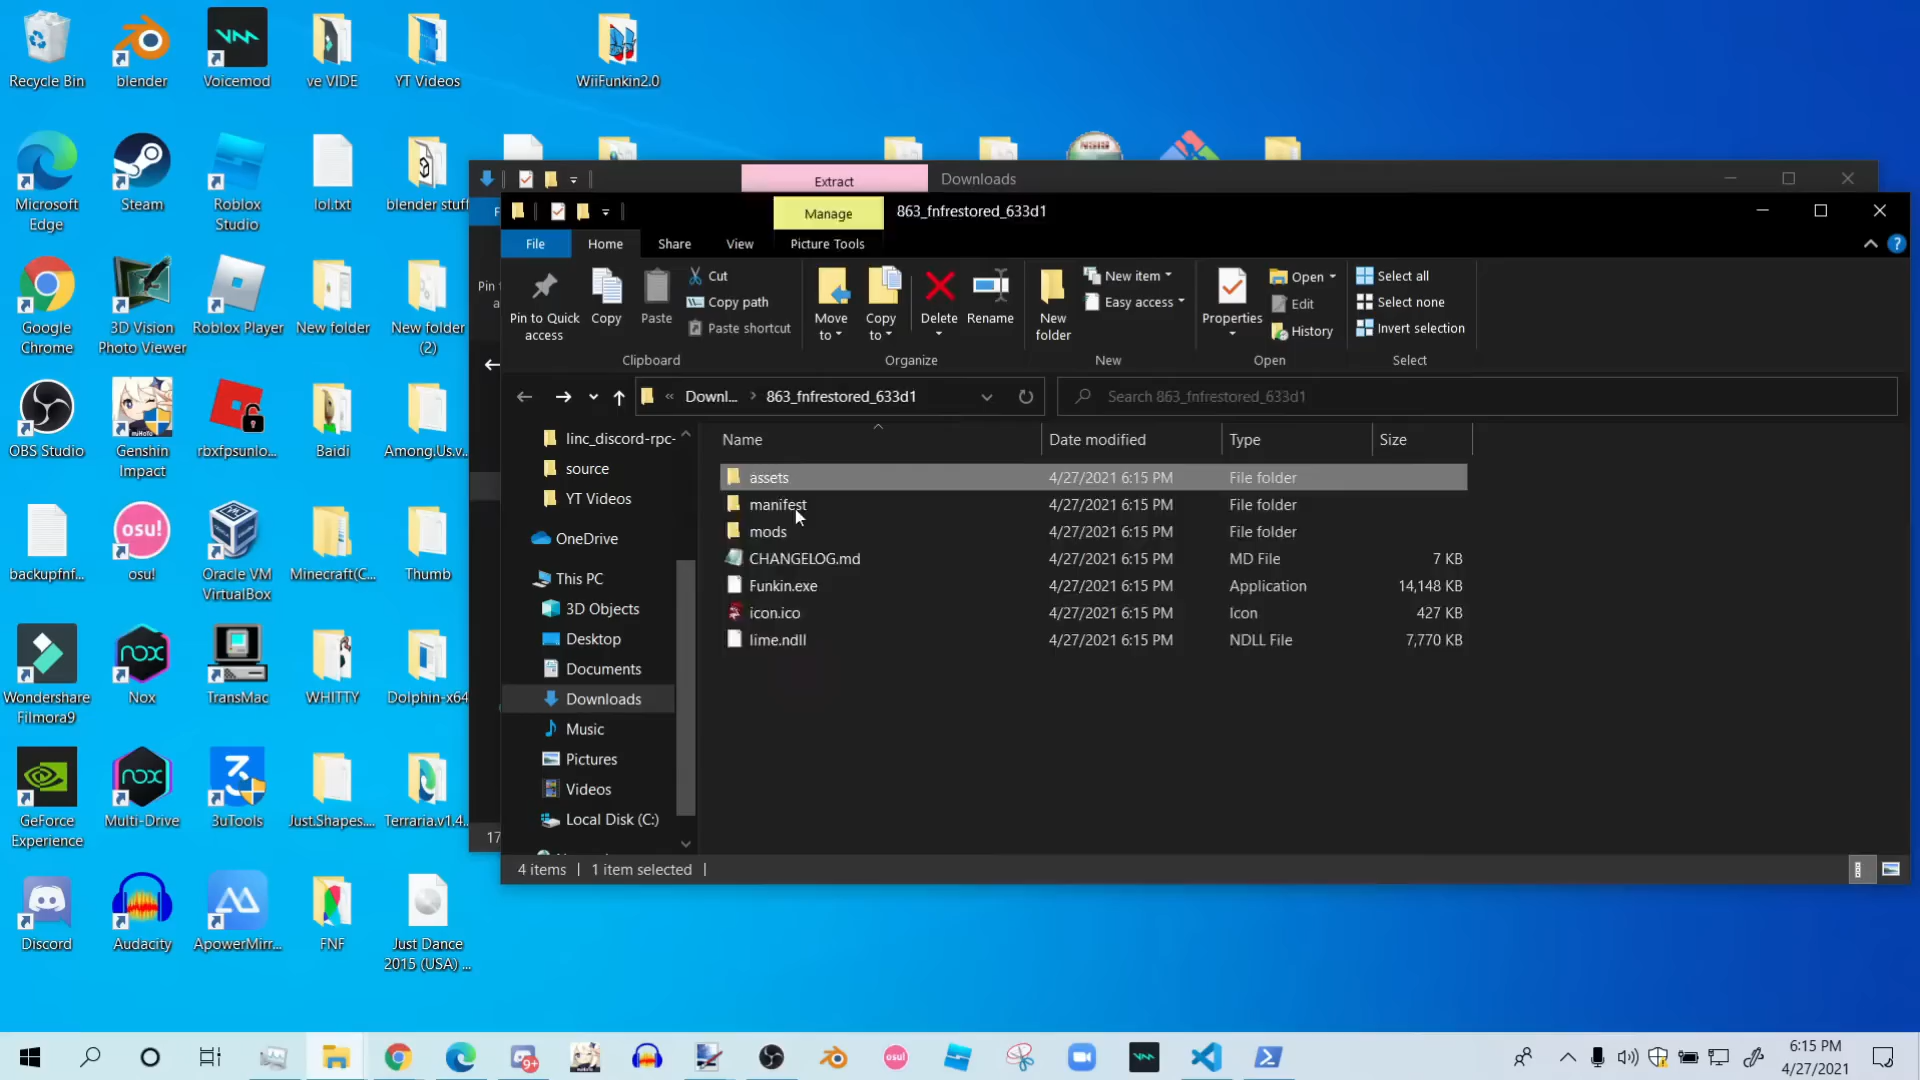 Recycle Bin
blender
Voicemod
ve VIDE
YT Videos
WiiFunkin2.0
Microsoft
Edge
Steam
Roblox
Studio
lol.txt
blender stuff
Google
Chrome
3D Vision
Photo Viewer
Roblox Player
New folder
New folder
(2)
OBS Studio
Genshin
Impact
rbxfpsunlo...
Baidi
Among.Us.v...
backupfnf...
osu!
osu!
Oracle VM
VirtualBox
Minecraft(C...
Thumb
Wondershare
Filmora9
nox
Nox
TransMac
WHITTY
Dolphin-x64
GeForce
Experience
nox
Multi-Drive
3uTools
Just.Shapes....
Terraria.v1.4...
Discord
Audacity
ApowerMirr...
FNF
Just Dance
2015 (USA) ...
Extract
Downloads
Manage
863_fnfrestored_633d1
File
Home
Share
View
Picture Tools
Pin to Quick
access
Copy
Paste
Cut
Copy path
Paste shortcut
Clipboard
Move
to
Copy
to
Delete
Rename
Organize
New
folder
New item
Easy access
New
Properties
Open
Edit
History
Open
Select all
Select none
Invert selection
Select
« Downl... > 863_fnfrestored_633d1
Search 863_fnfrestored_633d1
linc_discord-rpc-
source
YT Videos
OneDrive
This PC
3D Objects
Desktop
Documents
Downloads
Music
Pictures
Videos
Local Disk (C:)
Name Date modified Type Size
assets 4/27/2021 6:15 PM File folder
manifest 4/27/2021 6:15 PM File folder
mods 4/27/2021 6:15 PM File folder
CHANGELOG.md 4/27/2021 6:15 PM MD File 7 KB
Funkin.exe 4/27/2021 6:15 PM Application 14,148 KB
icon.ico 4/27/2021 6:15 PM Icon 427 KB
lime.ndll 4/27/2021 6:15 PM NDLL File 7,770 KB
4 items
1 item selected
17
osu!
6:15 PM
4/27/2021